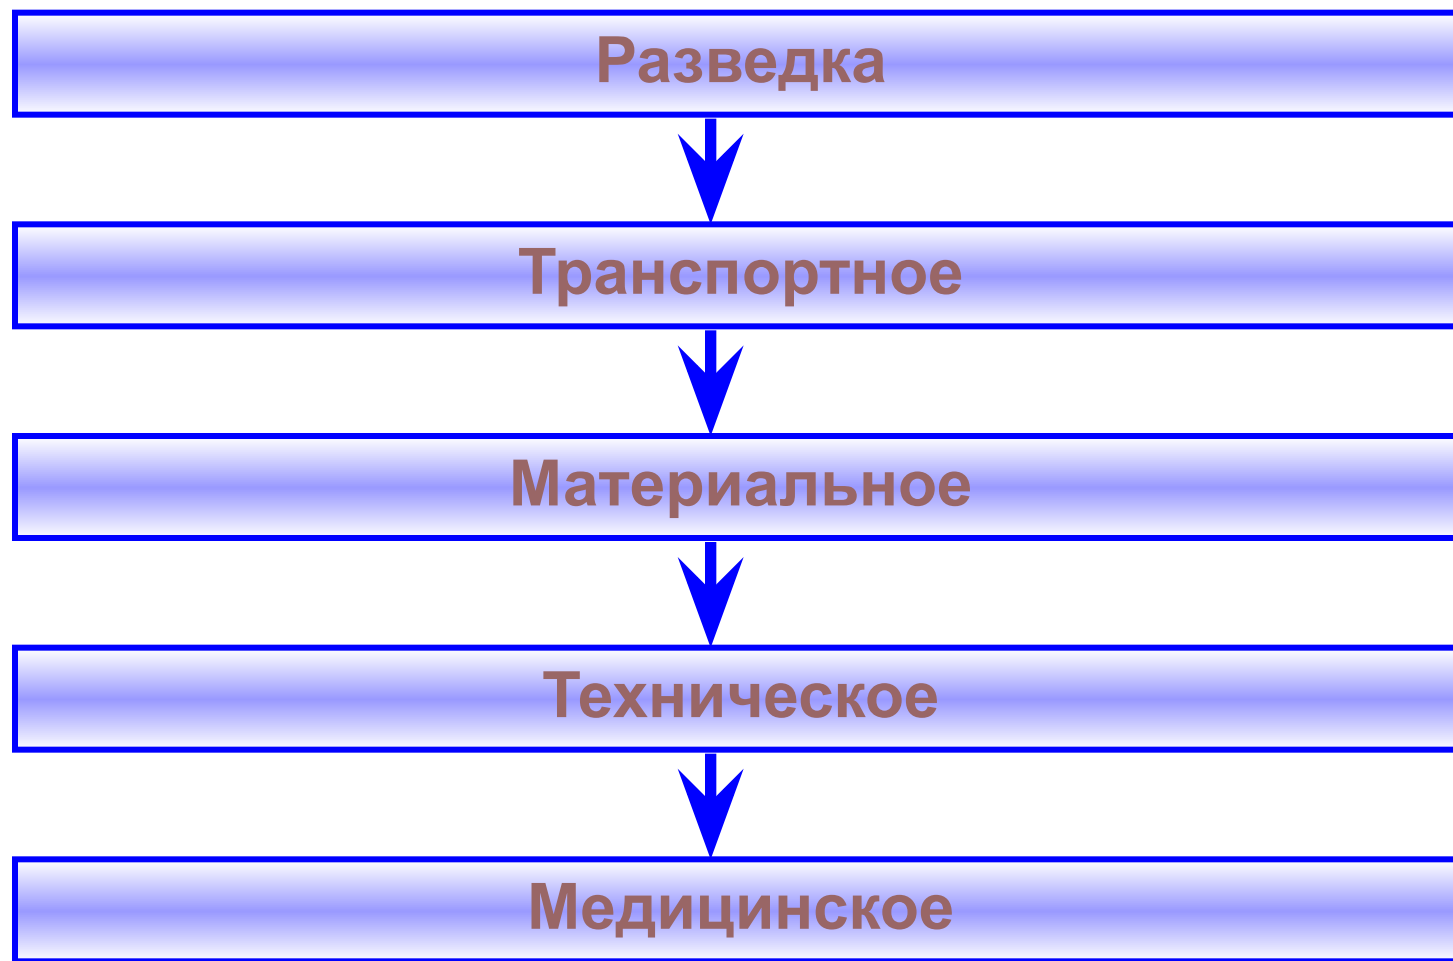 Разведка
Транспортное
Материальное
Техническое
Медицинское